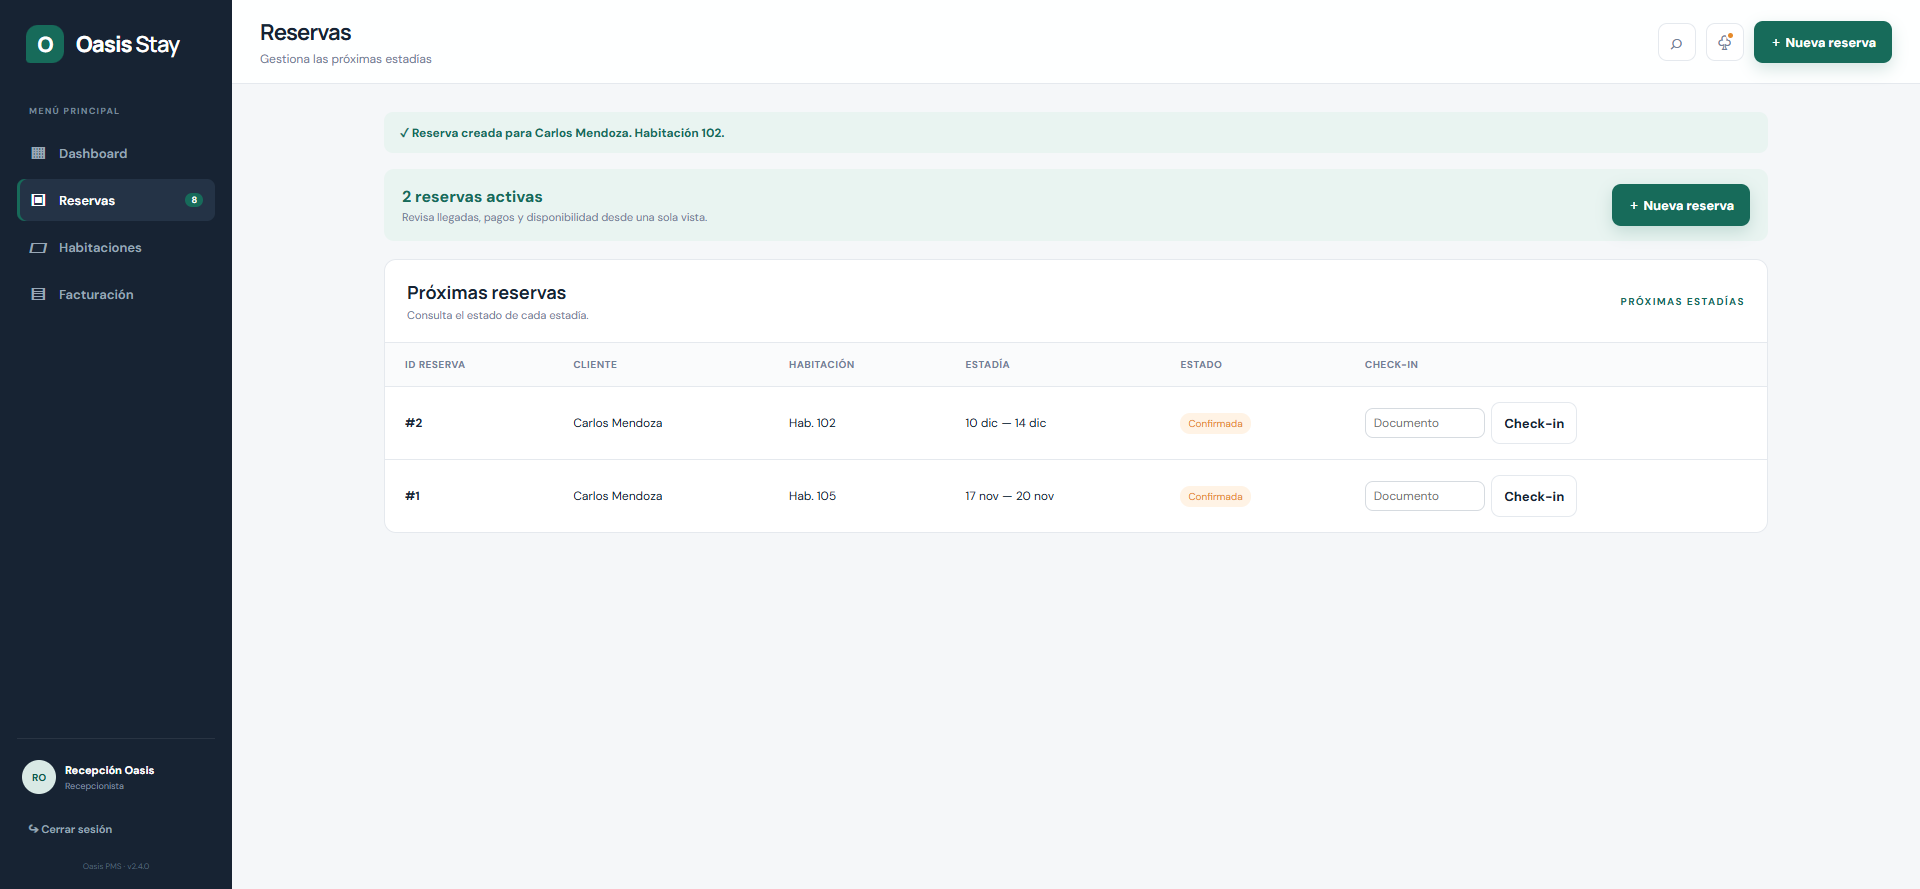 O Oasis Stay
MENÚ PRINCIPAL
Dashboard
Reservas 8
Habitaciones
Facturación
RO
Recepción Oasis
Recepcionista
↪ Cerrar sesión
Oasis PMS · v2.4.0
Reservas
Gestiona las próximas estadías
+ Nueva reserva
✓ Reserva creada para Carlos Mendoza. Habitación 102.
2 reservas activas
Revisa llegadas, pagos y disponibilidad desde una sola vista.
+ Nueva reserva
Próximas reservas
Consulta el estado de cada estadía.
PRÓXIMAS ESTADÍAS
ID RESERVA CLIENTE HABITACIÓN ESTADÍA ESTADO CHECK-IN
#2 Carlos Mendoza Hab. 102 10 dic — 14 dic Confirmada Documento Check-in
#1 Carlos Mendoza Hab. 105 17 nov — 20 nov Confirmada Documento Check-in